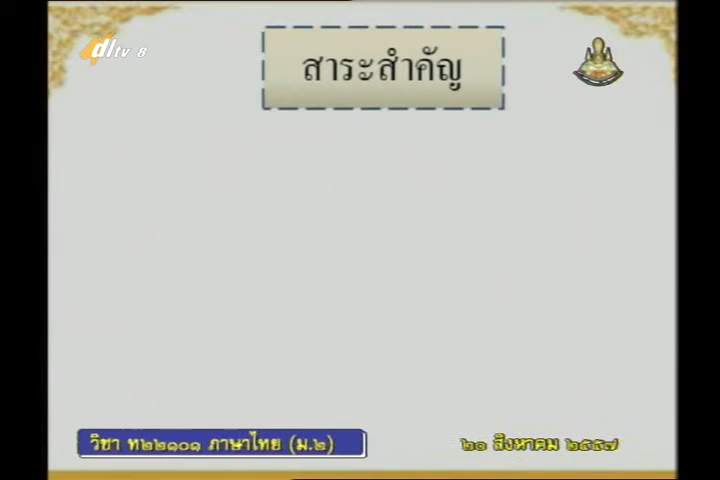 dltv 8
สาระสำคัญ
วิชา ท๒๒๑๐๑ ภาษาไทย (ม.๒)
๒๑ สิงหาคม ๒๕๕๗